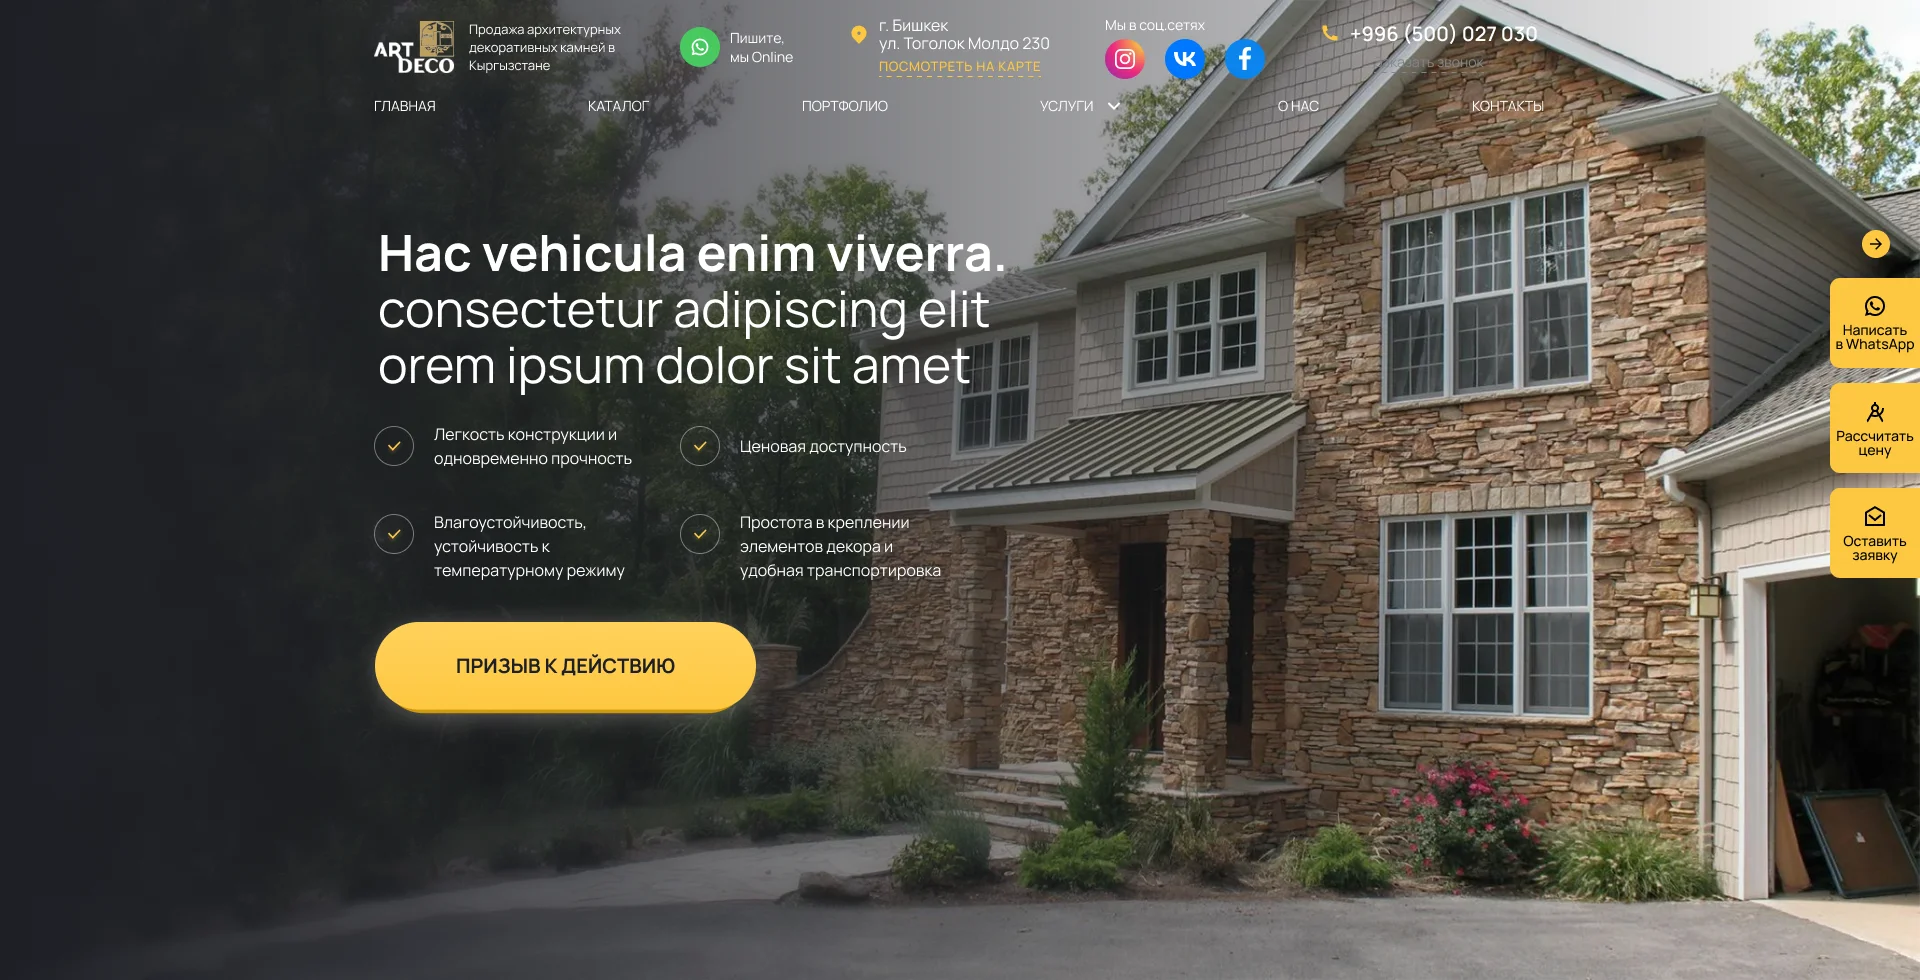 ART
DECO
Продажа архитектурных
декоративных камней в
Кыргызстане
Пишите,
мы Online
г. Бишкек
ул. Тоголок Молдо 230
ПОСМОТРЕТЬ НА КАРТЕ
Мы в соц.сетях
+996 (500) 027 030
Заказать звонок
ГЛАВНАЯ
КАТАЛОГ
ПОРТФОЛИО
УСЛУГИ
О НАС
КОНТАКТЫ
Hac vehicula enim viverra.
consectetur adipiscing elit
orem ipsum dolor sit amet
Легкость конструкции и
одновременно прочность
Ценовая доступность
Влагоустойчивость,
устойчивость к
температурному режиму
Простота в креплении
элементов декора и
удобная транспортировка
ПРИЗЫВ К ДЕЙСТВИЮ
Написать
в WhatsApp
Рассчитать
цену
Оставить
заявку